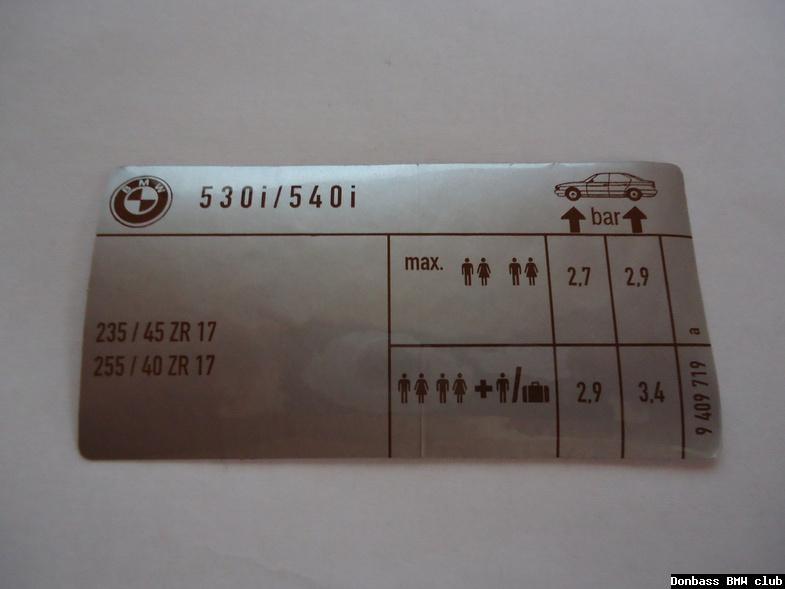 BMW
530i/540i
bar
max.
2,7
2,9
235 / 45 ZR 17
255 / 40 ZR 17
+
/
2,9
3,4
9 409 719 a
Donbass BMW club